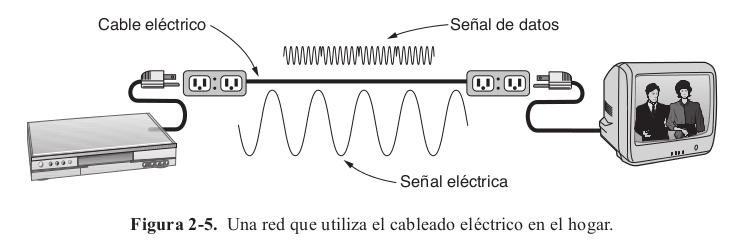 Cable eléctrico
Señal de datos
Señal eléctrica
Figura 2-5. Una red que utiliza el cableado eléctrico en el hogar.